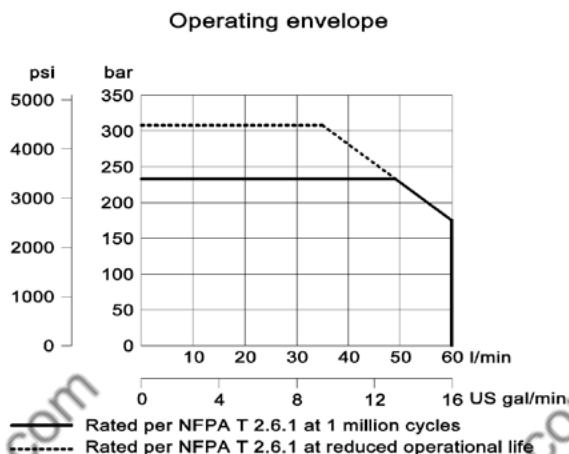 Operating envelope
psi bar
5000 350
300
4000
250
3000
200
2000 150
100
1000
50
0 0
10 20 30 40 50 60 l/min
0 4 8 12 16 US gal/min
Rated per NFPA T 2.6.1 at 1 million cycles
Rated per NFPA T 2.6.1 at reduced operational life
.com
co